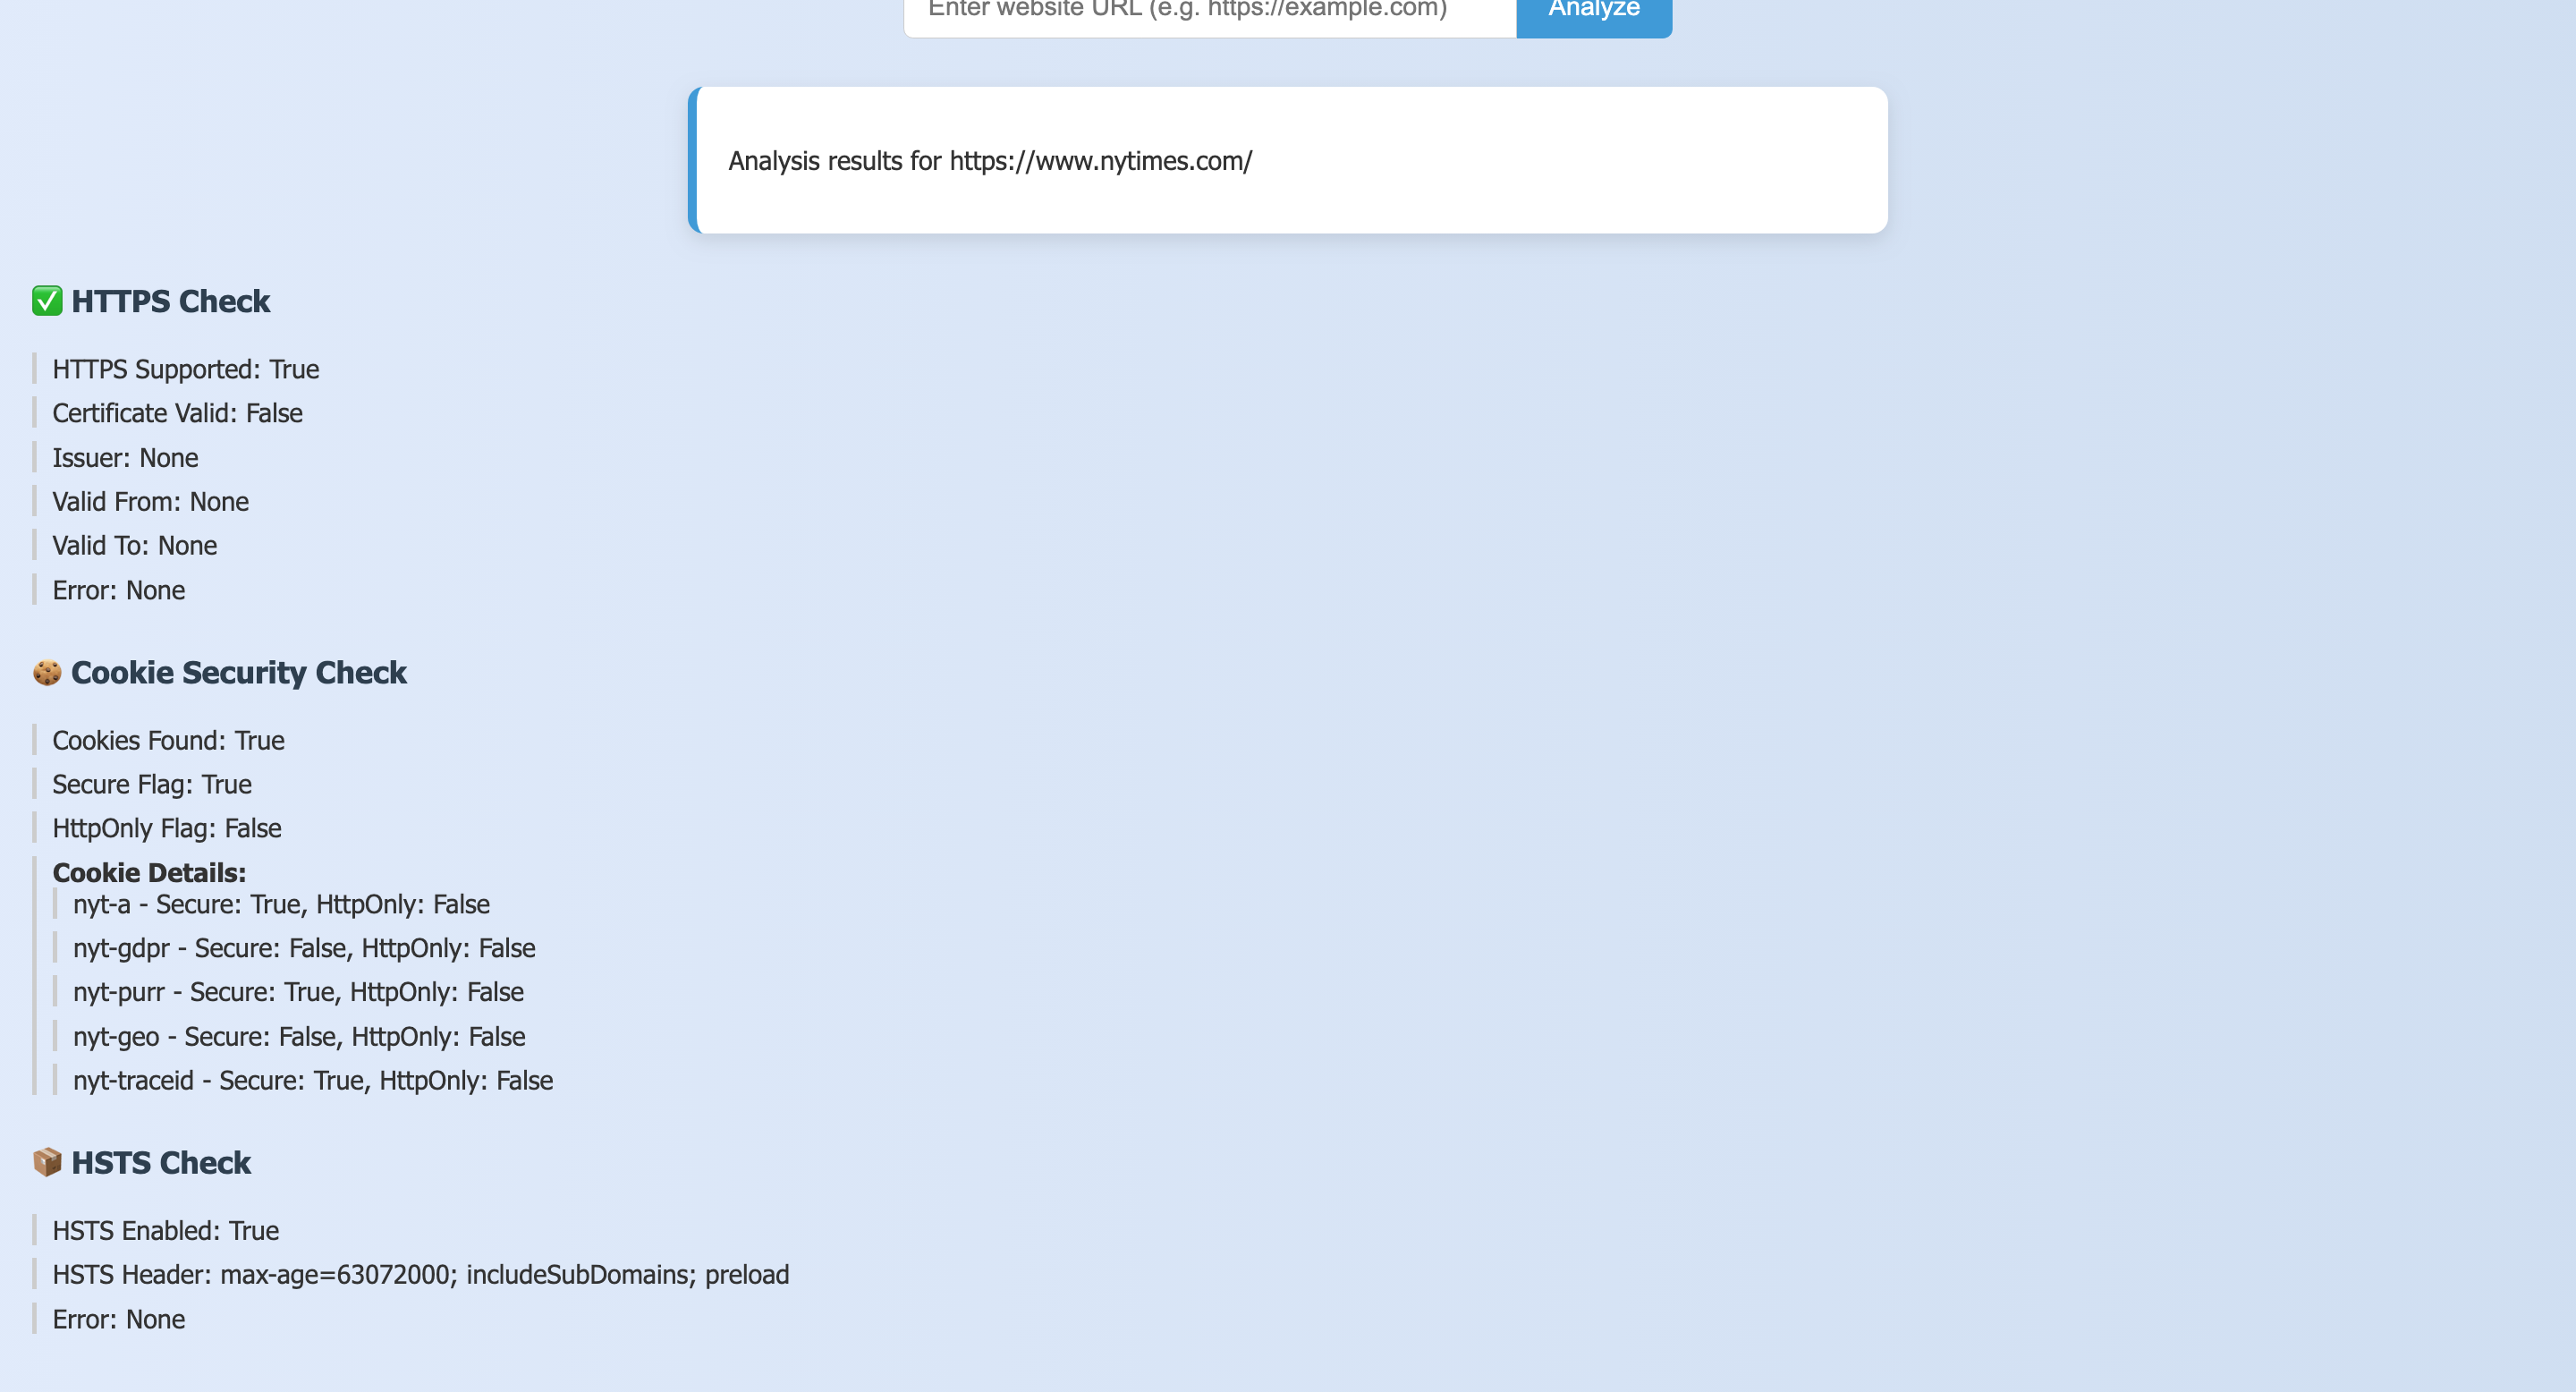 Enter website URL (e.g. https://example.com)
Analyze
Analysis results for https://www.nytimes.com/
✅ HTTPS Check
HTTPS Supported: True
Certificate Valid: False
Issuer: None
Valid From: None
Valid To: None
Error: None
🍪 Cookie Security Check
Cookies Found: True
Secure Flag: True
HttpOnly Flag: False
Cookie Details:
nyt-a - Secure: True, HttpOnly: False
nyt-gdpr - Secure: False, HttpOnly: False
nyt-purr - Secure: True, HttpOnly: False
nyt-geo - Secure: False, HttpOnly: False
nyt-traceid - Secure: True, HttpOnly: False
📦 HSTS Check
HSTS Enabled: True
HSTS Header: max-age=63072000; includeSubDomains; preload
Error: None